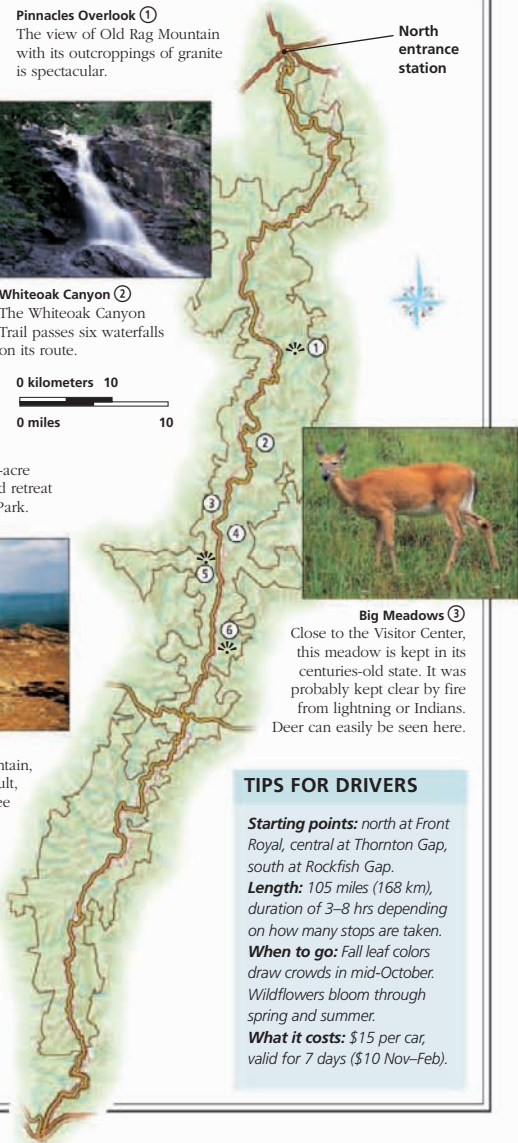 Pinnacles Overlook ①
The view of Old Rag Mountain
with its outcroppings of granite
is spectacular.
North
entrance
station
Whiteoak Canyon ②
The Whiteoak Canyon
Trail passes six waterfalls
on its route.
0 kilometers 10
0 miles 10
①
②
③
④
⑤
⑥
-acre
d retreat
Park.
Big Meadows ③
Close to the Visitor Center,
this meadow is kept in its
centuries-old state. It was
probably kept clear by fire
from lightning or Indians.
Deer can easily be seen here.
ntain,
ult,
ee
TIPS FOR DRIVERS
Starting points: north at Front
Royal, central at Thornton Gap,
south at Rockfish Gap.
Length: 105 miles (168 km),
duration of 3–8 hrs depending
on how many stops are taken.
When to go: Fall leaf colors
draw crowds in mid-October.
Wildflowers bloom through
spring and summer.
What it costs: $15 per car,
valid for 7 days ($10 Nov–Feb).